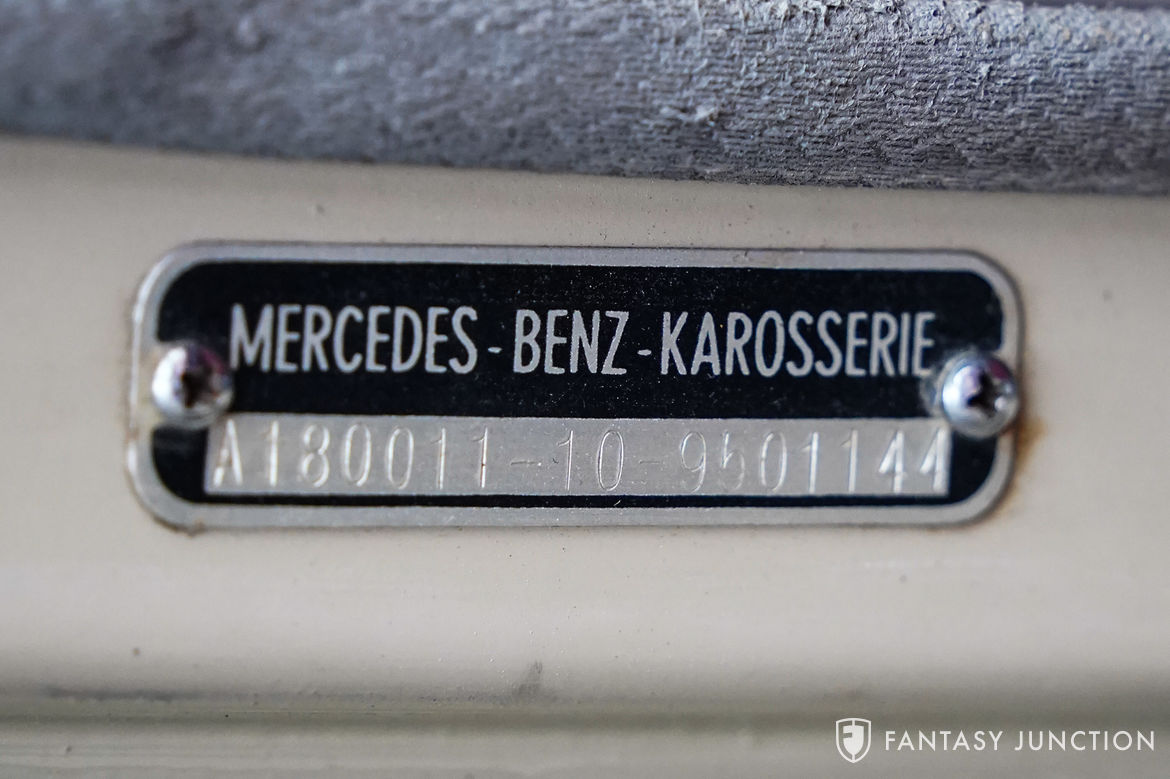 MERCEDES-BENZ-KAROSSERIE
A180011-10-9501144
FANTASY JUNCTION